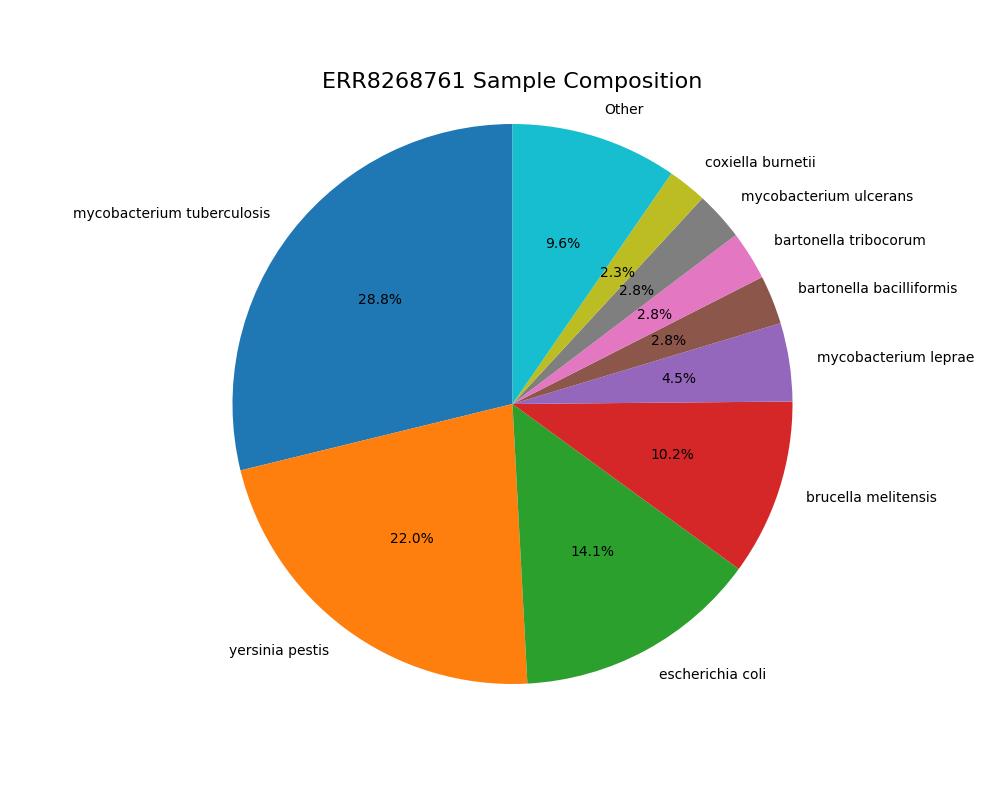 ERR8268761 Sample Composition
Other
coxiella burnetii
mycobacterium ulcerans
mycobacterium tuberculosis
bartonella tribocorum
9.6%
2.3%
bartonella bacilliformis
2.8%
28.8%
2.8%
2.8%
mycobacterium leprae
4.5%
10.2%
brucella melitensis
22.0%
14.1%
yersinia pestis
escherichia coli